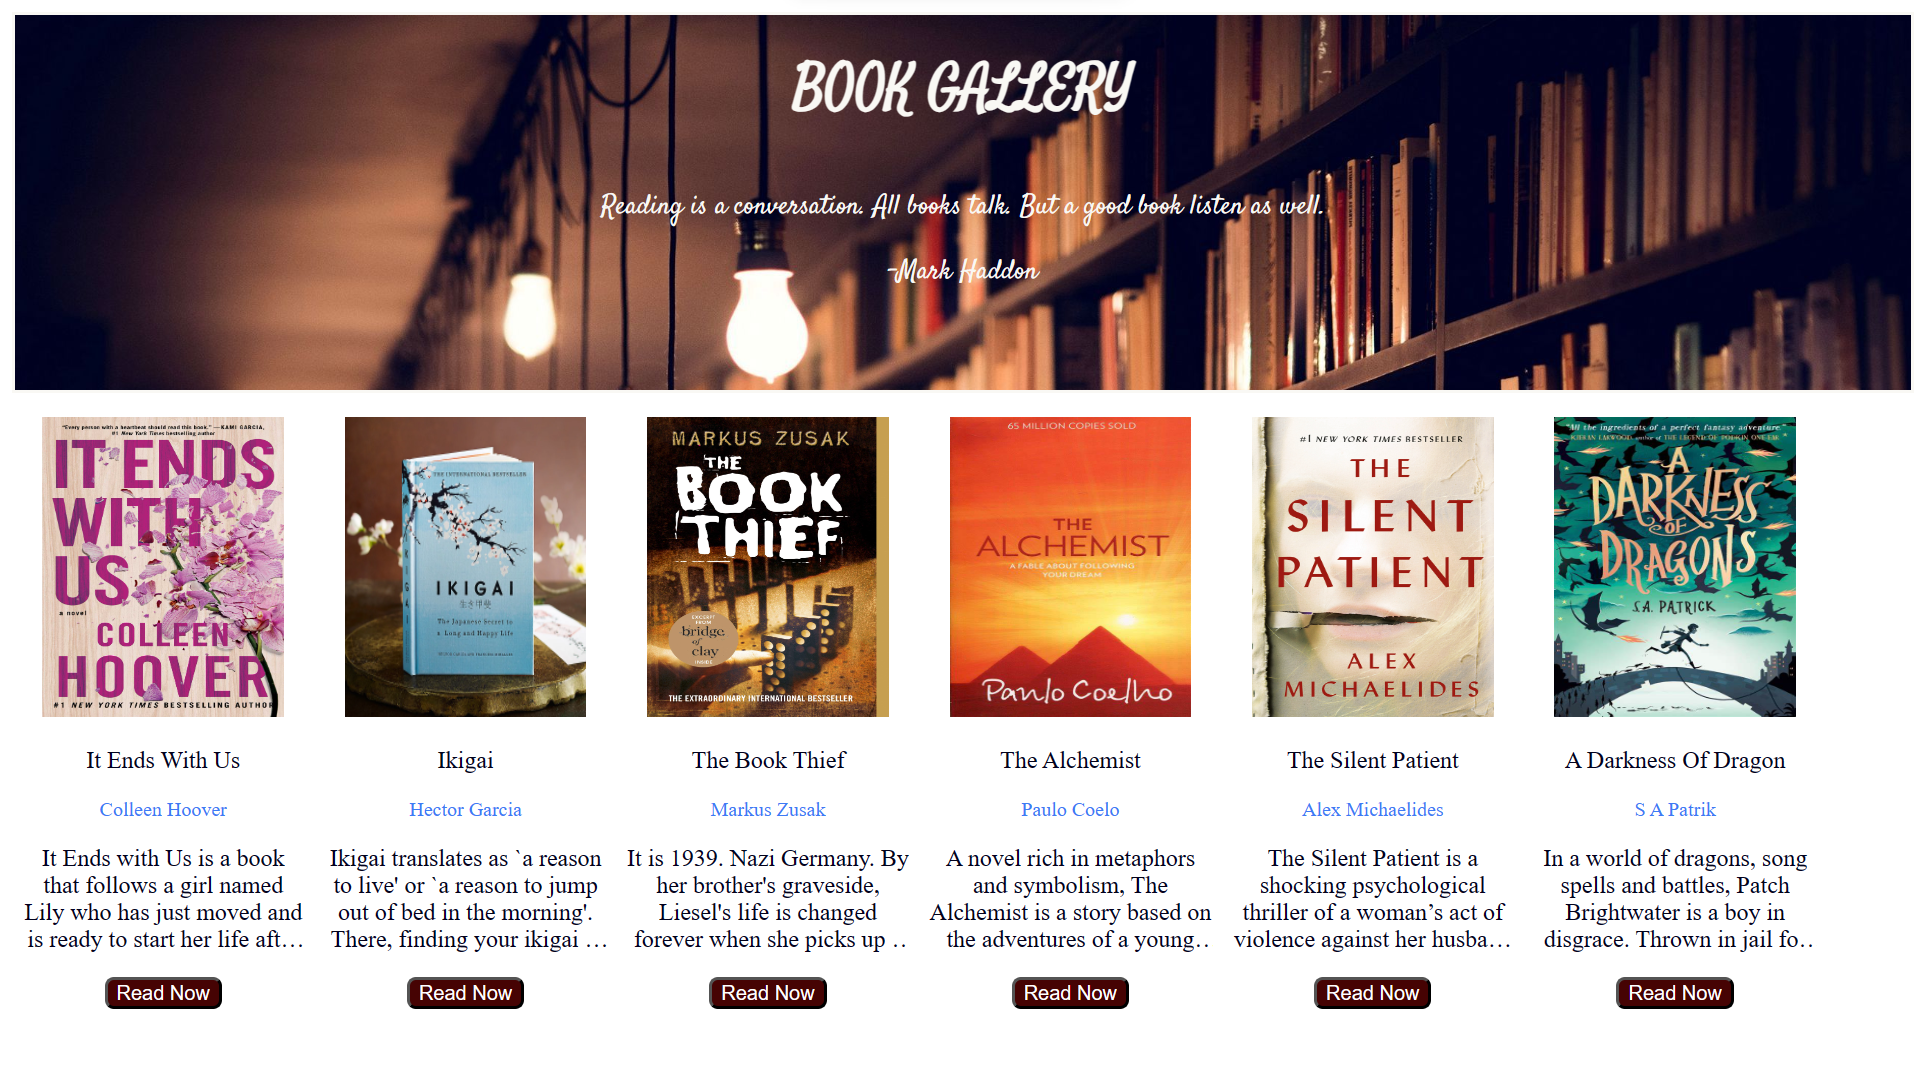 BOOK GALLERY
Reading is a conversation. All books talk. But a good book listen as well.
-Mark Haddon
"Every person with a heartbeat should read this book." —KAMI GARCIA,
#1 New York Times bestselling author
IT ENDS
WITH
US
a novel
COLLEEN
HOOVER
#1 NEW YORK TIMES BESTSELLING AUTHOR
THE INTERNATIONAL BESTSELLER
IKIGAI
The Japanese Secret to
a Long and Happy Life
MARKUS ZUSAK
THE
BOOK
THIEF
EXCERPT
FROM
bridge
of
clay
INSIDE
THE EXTRAORDINARY INTERNATIONAL BESTSELLER
65 MILLION COPIES SOLD
THE
ALCHEMIST
A FABLE ABOUT FOLLOWING
YOUR DREAM
Paulo Coelho
#1 NEW YORK TIMES BESTSELLER
THE
SILENT
PATIENT
ALEX
MICHAELIDES
"All the ingredients of a perfect fantasy adventure"
A
DARKNESS
OF
DRAGONS
S.A. PATRICK
It Ends With Us
Ikigai
The Book Thief
The Alchemist
The Silent Patient
A Darkness Of Dragon
Colleen Hoover
Hector Garcia
Markus Zusak
Paulo Coelo
Alex Michaelides
S A Patrik
It Ends with Us is a book
that follows a girl named
Lily who has just moved and
is ready to start her life aft…
Ikigai translates as `a reason
to live' or `a reason to jump
out of bed in the morning'.
There, finding your ikigai …
It is 1939. Nazi Germany. By
her brother's graveside,
Liesel's life is changed
forever when she picks up ..
A novel rich in metaphors
and symbolism, The
Alchemist is a story based on
the adventures of a young..
The Silent Patient is a
shocking psychological
thriller of a woman’s act of
violence against her husba…
In a world of dragons, song
spells and battles, Patch
Brightwater is a boy in
disgrace. Thrown in jail fo..
Read Now
Read Now
Read Now
Read Now
Read Now
Read Now